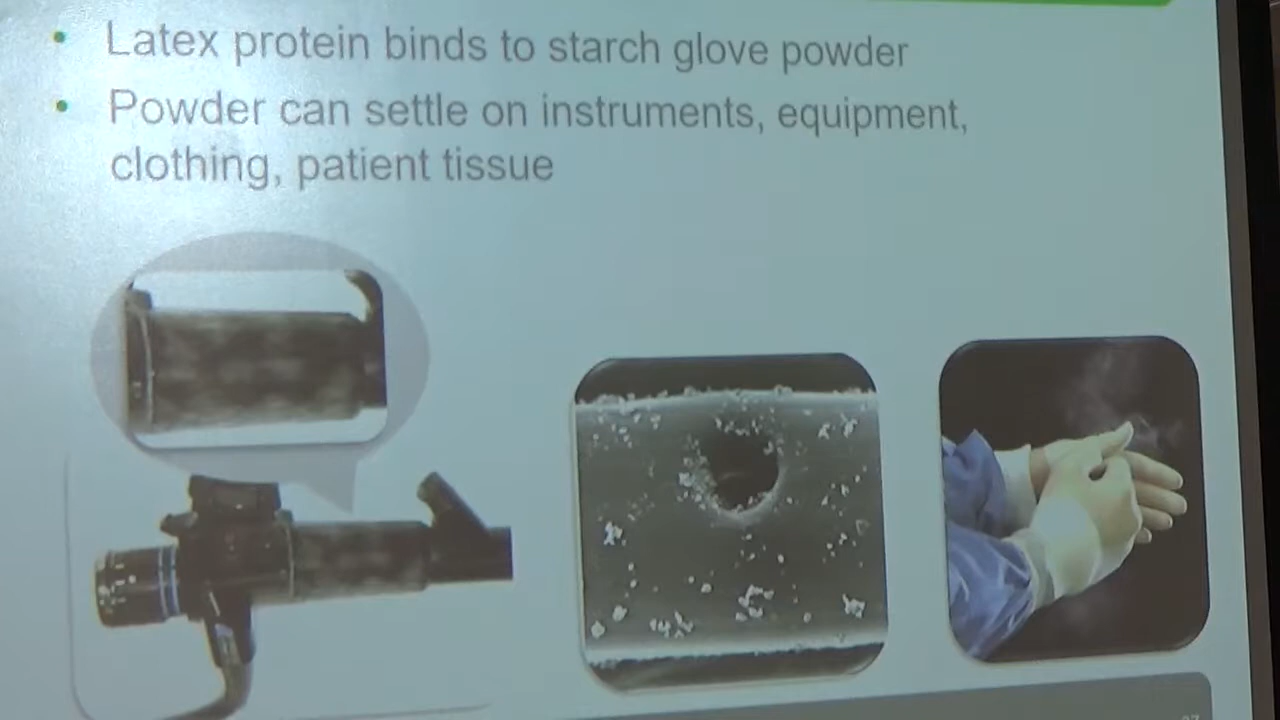 • Latex protein binds to starch glove powder
• Powder can settle on instruments, equipment,
clothing, patient tissue